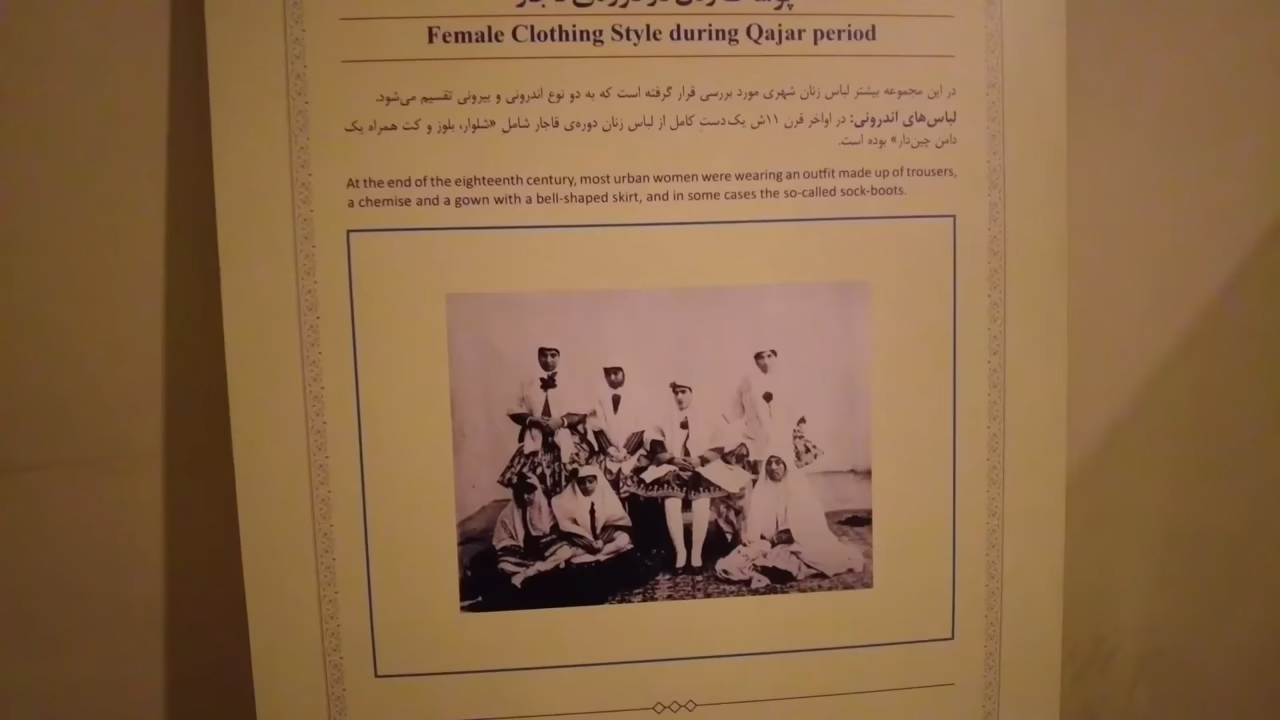 Female Clothing Style during Qajar period
در این مجموعه بیشتر لباس زنان شهری مورد بررسی قرار گرفته است که به دو نوع اندرونی و بیرونی تقسیم می‌شود.
لباس‌های اندرونی: در اواخر قرن ۱۱ش یک‌دستِ کامل از لباس زنان دوره‌ی قاجار شاملِ «شلوار، بلوز و کت همراه یک
دامن چین‌دار» بوده است.
At the end of the eighteenth century, most urban women were wearing an outfit made up of trousers,
a chemise and a gown with a bell-shaped skirt, and in some cases the so-called sock-boots.